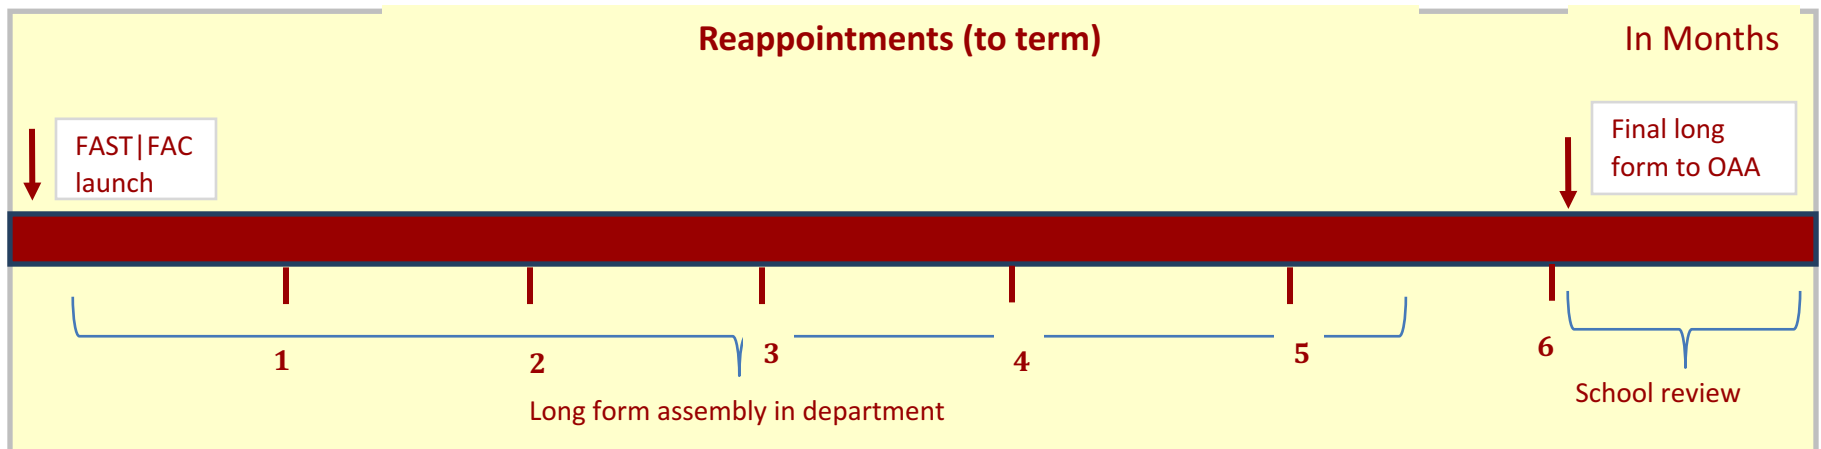 Reappointments (to term)
In Months
FAST|FAC
launch
Final long
form to OAA
1
2
3
4
5
6
Long form assembly in department
School review